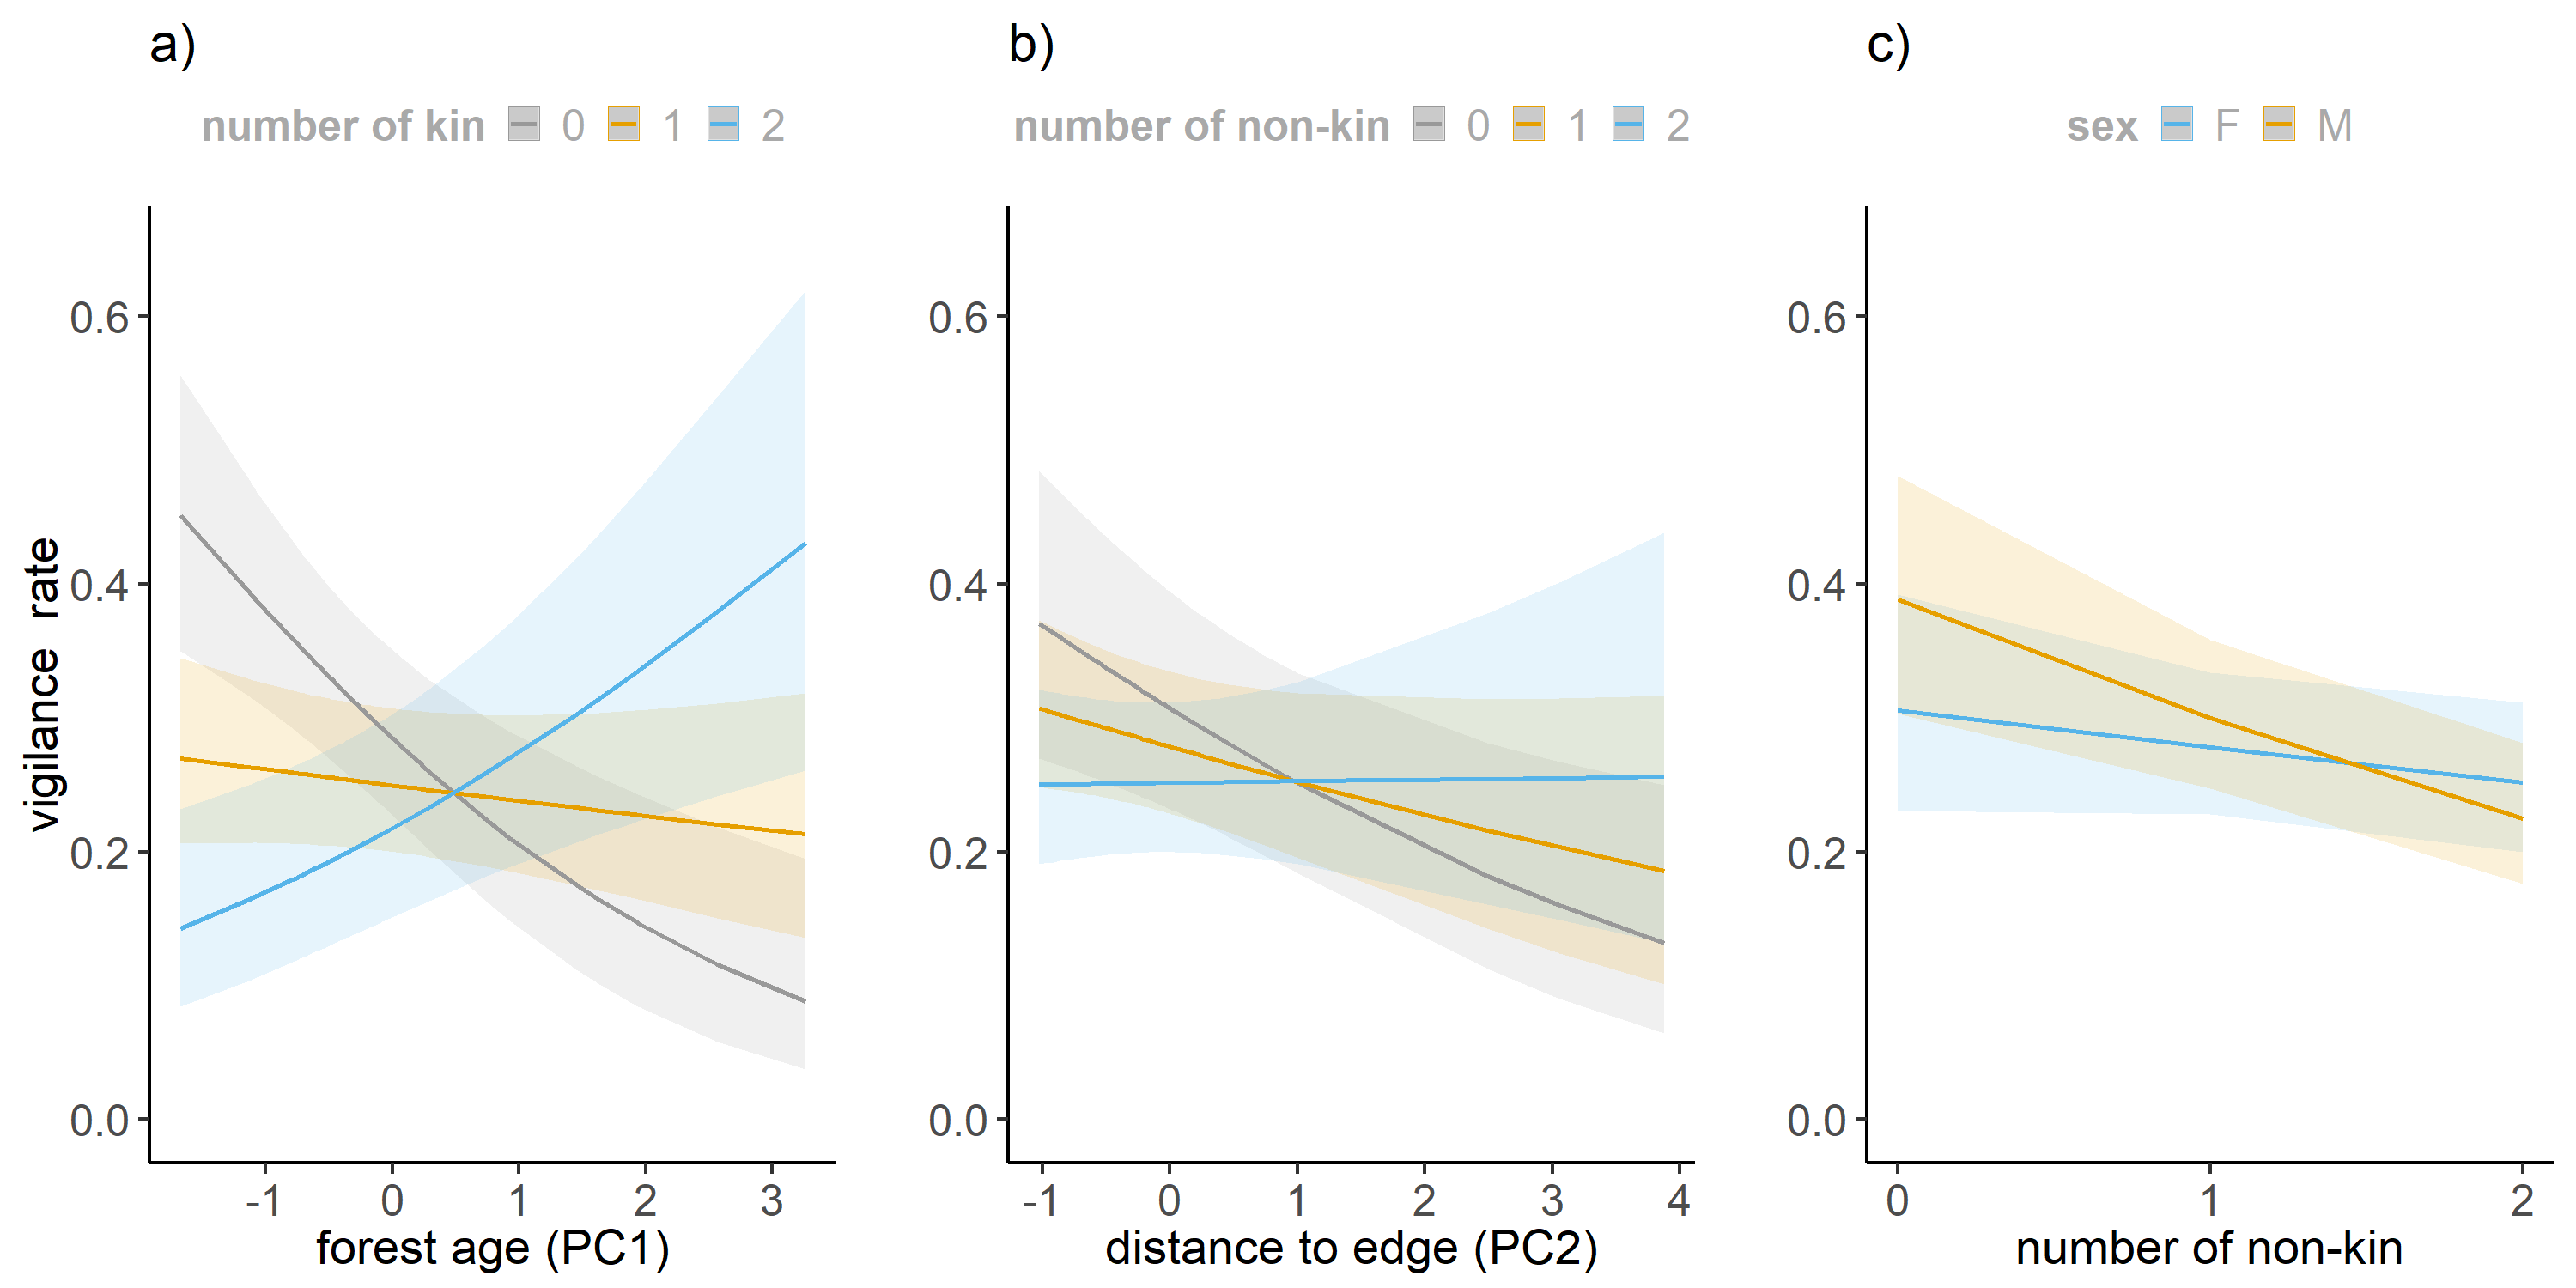 a)
number of kin 0 1 2
b)
number of non-kin 0 1 2
c)
sex F M
vigilance rate
0.6
0.4
0.2
0.0
-1 0 1 2 3
forest age (PC1)
0.6
0.4
0.2
0.0
-1 0 1 2 3 4
distance to edge (PC2)
0.6
0.4
0.2
0.0
0 1 2
number of non-kin